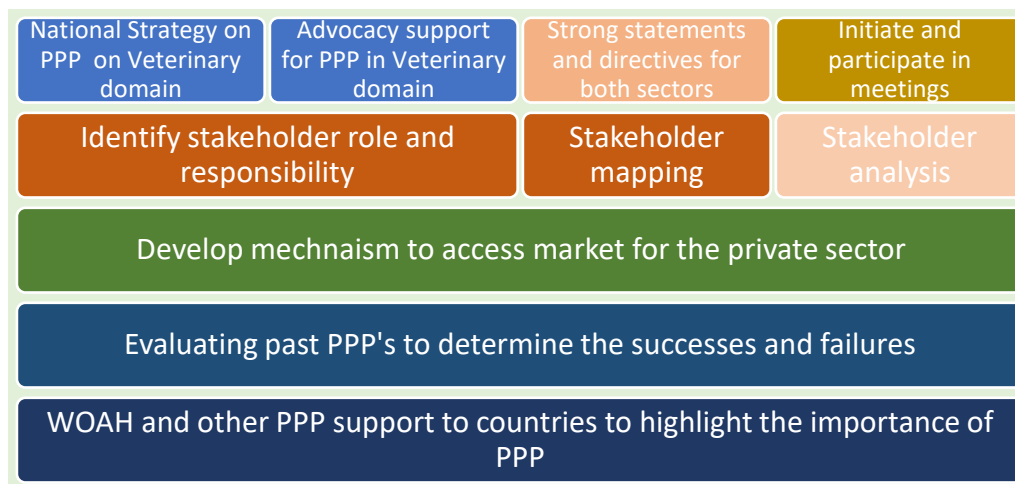 National Strategy on
PPP on Veterinary
domain
Advocacy support
for PPP in Veterinary
domain
Strong statements
and directives for
both sectors
Initiate and
participate in
meetings
Identify stakeholder role and
responsibility
Stakeholder
mapping
Stakeholder
analysis
Develop mechnaism to access market for the private sector
Evaluating past PPP's to determine the successes and failures
WOAH and other PPP support to countries to highlight the importance of
PPP